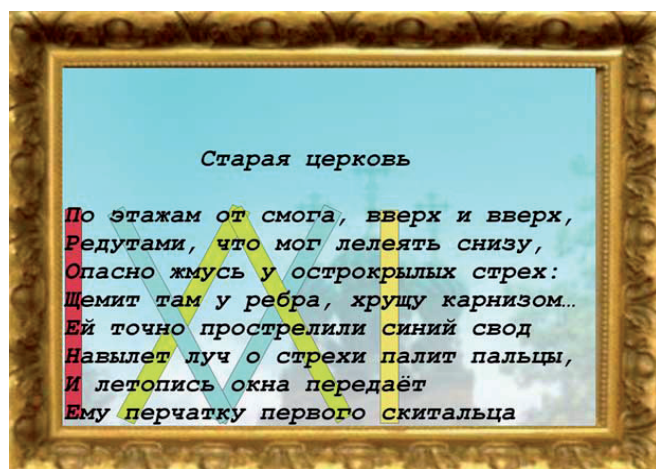 Старая церковь
По этажам от смога, вверх и вверх,
Редутами, что мог лелеять снизу,
Опасно жмусь у острокрылых стрех:
Щемит там у ребра, хрущу карнизом…
Ей точно прострелили синий свод
Навылет луч о стрехи палит пальцы,
И летопись окна передаёт
Ему перчатку первого скитальца